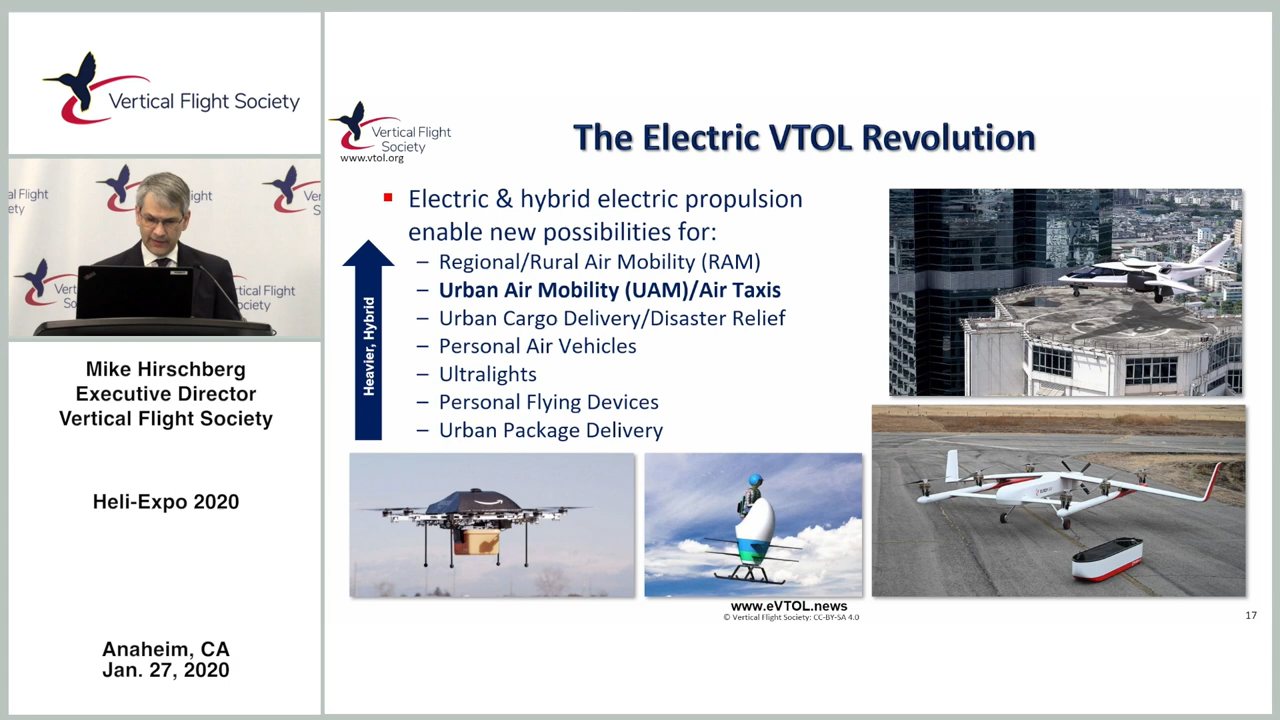 Vertical Flight Society
Mike Hirschberg
Executive Director
Vertical Flight Society
Heli-Expo 2020
Anaheim, CA
Jan. 27, 2020
Vertical Flight
Society
www.vtol.org
The Electric VTOL Revolution
Electric & hybrid electric propulsion
enable new possibilities for:
– Regional/Rural Air Mobility (RAM)
– Urban Air Mobility (UAM)/Air Taxis
– Urban Cargo Delivery/Disaster Relief
– Personal Air Vehicles
– Ultralights
– Personal Flying Devices
– Urban Package Delivery
Heavier, Hybrid
www.eVTOL.news
© Vertical Flight Society: CC-BY-SA 4.0
17